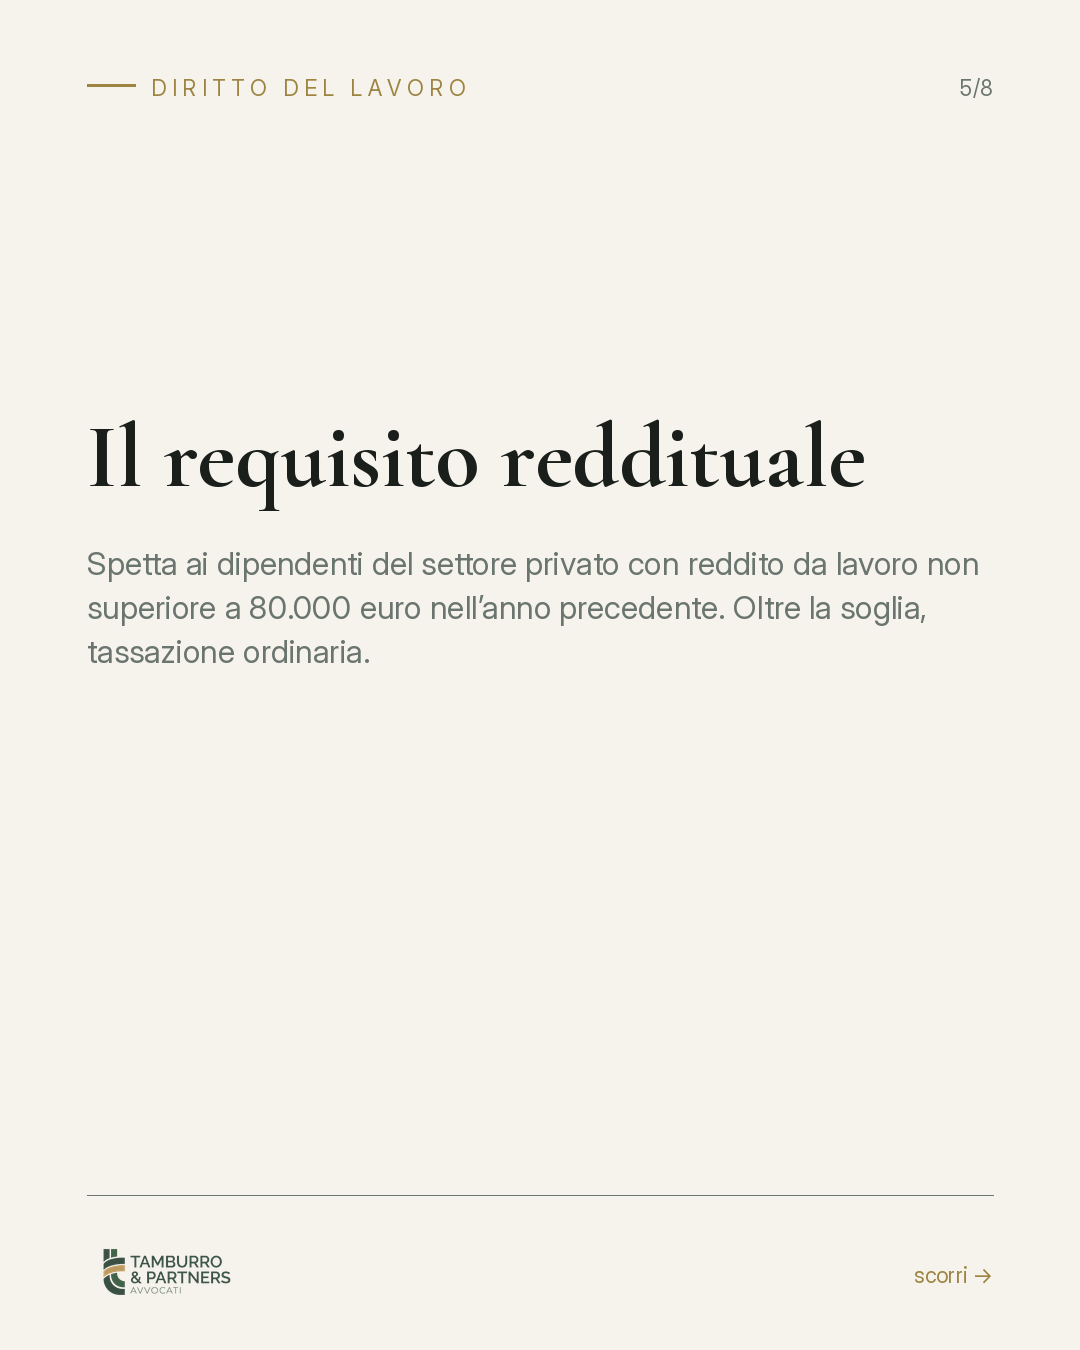 DIRITTO DEL LAVORO
5/8
Il requisito reddituale
Spetta ai dipendenti del settore privato con reddito da lavoro non
superiore a 80.000 euro nell’anno precedente. Oltre la soglia,
tassazione ordinaria.
TAMBURRO
& PARTNERS
AVVOCATI
scorri →